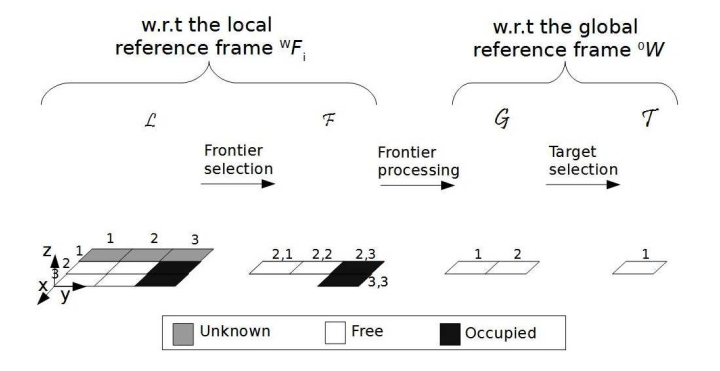 w.r.t the local
reference frame ᵂFᵢ
w.r.t the global
reference frame ⁰W
ℒ ℱ 𝒢 𝒯
Frontier
selection
Frontier
processing
Target
selection
1 2 3
1
2
3
z
x
y
2,1 2,2 2,3
3,3
1 2
1
Unknown Free Occupied